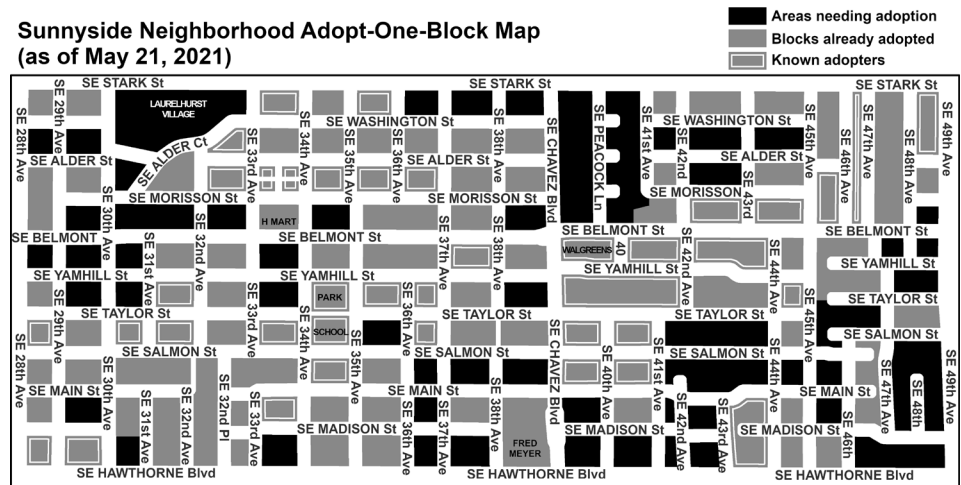 Sunnyside Neighborhood Adopt-One-Block Map
(as of May 21, 2021)
Areas needing adoption
Blocks already adopted
Known adopters
SE STARK St
SE STARK St
SE STARK St
LAURELHURST
VILLAGE
SE WASHINGTON St
SE WASHINGTON St
SE 28th Ave
SE 29th Ave
SE ALDER Ct
SE 33rd Ave
SE 34th Ave
SE 35th Ave
SE 36th Ave
SE 38th Ave
SE CHAVEZ Blvd
SE PEACOCK Ln
SE 41st Ave
SE 42nd
SE 43rd
SE 45th Ave
SE 46th Ave
SE 47th Ave
SE 48th Ave
SE 49th Ave
SE ALDER St
SE ALDER St
SE ALDER St
SE MORISSON St
SE MORISSON St
SE MORISSON
SE 30th Ave
SE 31st Ave
SE 32nd Ave
H MART
SE 37th Ave
SE 38th Ave
SE BELMONT
SE BELMONT St
SE BELMONT St
SE BELMONT St
WALGREENS
40
SE 42nd Ave
SE 44th Ave
SE YAMHILL St
SE YAMHILL St
SE YAMHILL St
SE YAMHILL St
PARK
SE 29th Ave
SE 33rd Ave
SE 34th Ave
SE 36th Ave
SE 45th Ave
SE TAYLOR St
SE TAYLOR St
SE TAYLOR St
SE TAYLOR St
SCHOOL
SE 28th Ave
SE 30th Ave
SE 35th Ave
SE CHAVEZ Blvd
SE 40th Ave
SE 41st Ave
SE 44th Ave
SE SALMON St
SE SALMON St
SE SALMON St
SE SALMON St
SE 47th Ave
SE 48th
SE 49th Ave
SE MAIN St
SE MAIN St
SE MAIN St
SE MAIN St
SE 31st Ave
SE 32nd Ave
SE 32nd Pl
SE 33rd Ave
SE 36th Ave
SE 37th Ave
SE 38th Ave
SE 42nd Ave
SE 43rd Ave
SE 46th
SE MADISON St
SE MADISON St
SE MADISON St
FRED
MEYER
SE HAWTHORNE Blvd
SE HAWTHORNE Blvd
SE HAWTHORNE Blvd